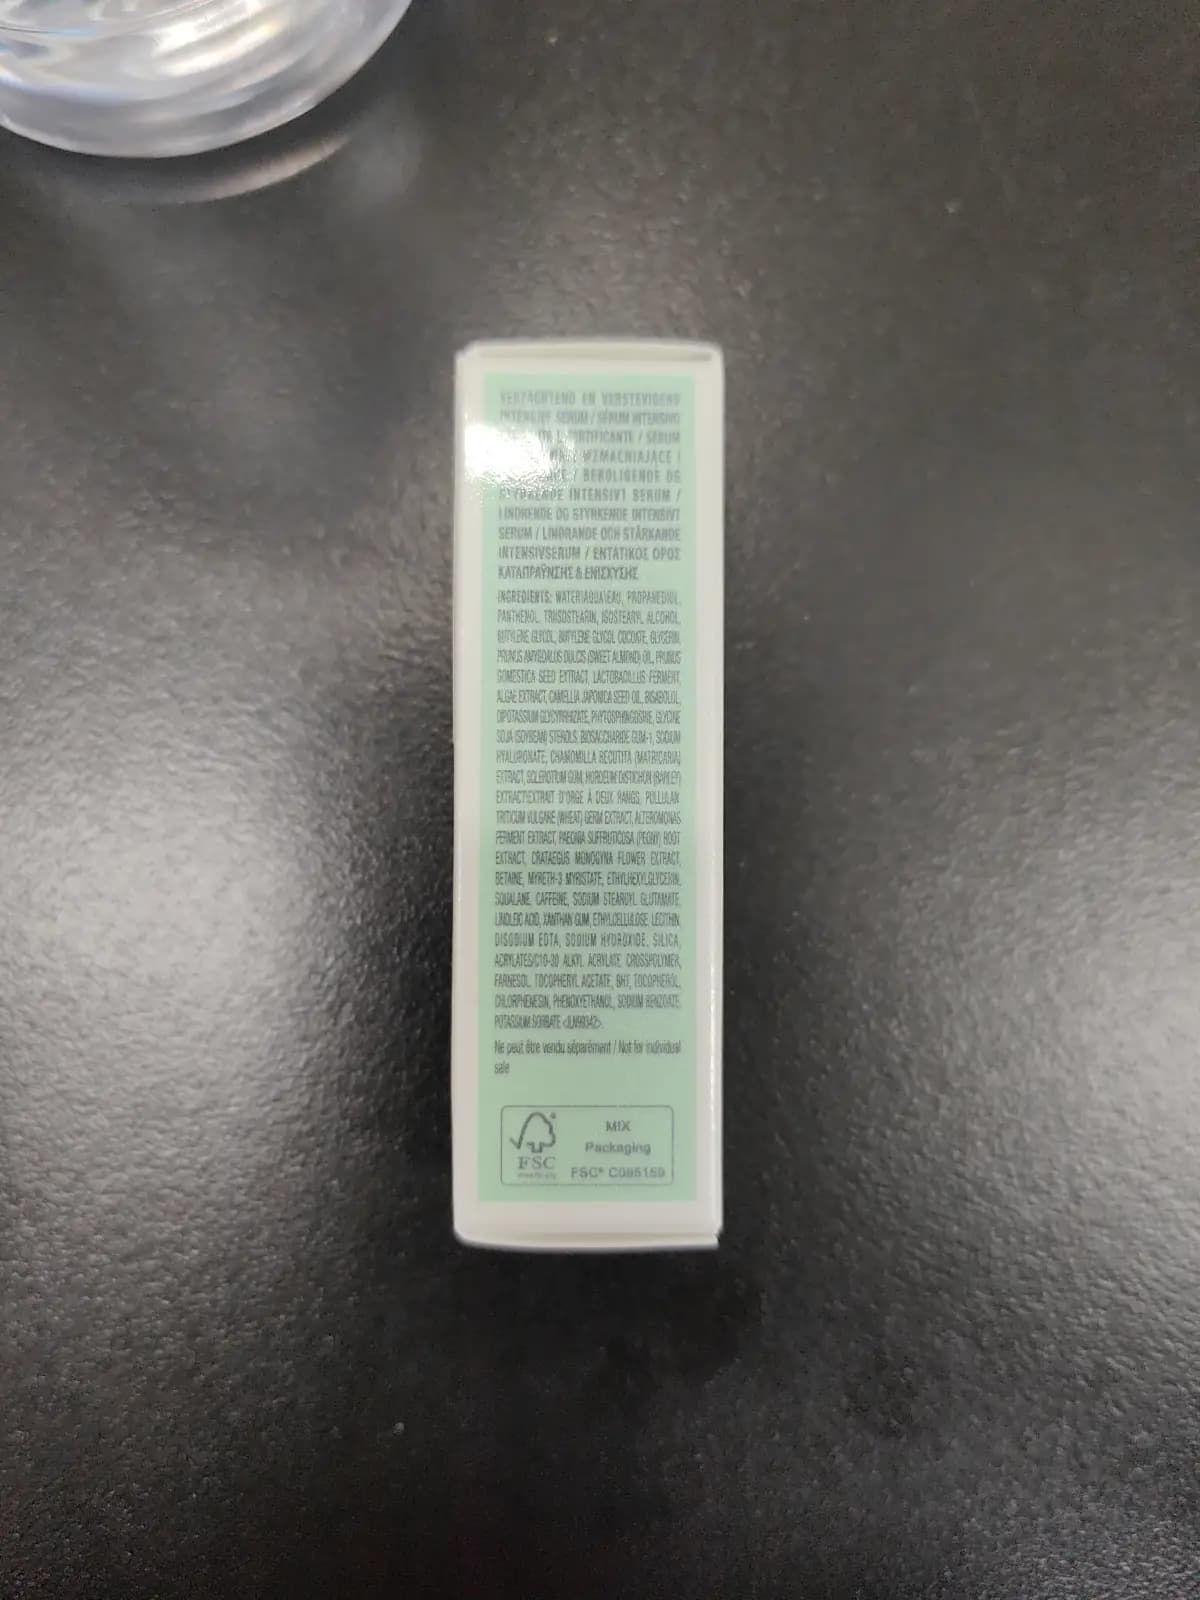 VERZACHTEND EN VERSTEVIGEND
INTENSIVE SERUM / SÉRUM INTENSIVO
FORTIFICANTE / SERUM
WZMACNIAJĄCE /
/ BEROLIGENDE OG
STYRKENDE INTENSIVT SERUM /
LINDRENDE OG STYRKENDE INTENSIVT
SERUM / LINDRANDE OCH STÄRKANDE
INTENSIVSERUM / ΕΝΤΑΤΙΚΟΣ ΟΡΟΣ
ΚΑΤΑΠΡΑΫΝΣΗΣ & ΕΝΙΣΧΥΣΗΣ
INGREDIENTS: WATER\AQUA\EAU, PROPANEDIOL,
PANTHENOL, TRIISOSTEARIN, ISOSTEARYL ALCOHOL,
BUTYLENE GLYCOL, BUTYLENE GLYCOL COCOATE, GLYCERIN,
PRUNUS AMYGDALUS DULCIS (SWEET ALMOND) OIL, PRUNUS
DOMESTICA SEED EXTRACT, LACTOBACILLUS FERMENT,
ALGAE EXTRACT, CAMELLIA JAPONICA SEED OIL, BISABOLOL,
DIPOTASSIUM GLYCYRRHIZATE, PHYTOSPHINGOSINE, GLYCINE
SOJA (SOYBEAN) STEROLS, BIOSACCHARIDE GUM-1, SODIUM
HYALURONATE, CHAMOMILLA RECUTITA (MATRICARIA)
EXTRACT, SCLEROTIUM GUM, HORDEUM DISTICHON (BARLEY)
EXTRACT\EXTRAIT D'ORGE À DEUX RANGS, PULLULAN,
TRITICUM VULGARE (WHEAT) GERM EXTRACT, ALTEROMONAS
FERMENT EXTRACT, PAEONIA SUFFRUTICOSA (PEONY) ROOT
EXTRACT, CRATAEGUS MONOGYNA FLOWER EXTRACT,
BETAINE, MYRETH-3 MYRISTATE, ETHYLHEXYLGLYCERIN,
SQUALANE, CAFFEINE, SODIUM STEAROYL GLUTAMATE,
LINOLEIC ACID, XANTHAN GUM, ETHYLCELLULOSE, LECITHIN,
DISODIUM EDTA, SODIUM HYDROXIDE, SILICA,
ACRYLATES/C10-30 ALKYL ACRYLATE CROSSPOLYMER,
FARNESOL, TOCOPHERYL ACETATE, BHT, TOCOPHEROL,
CHLORPHENESIN, PHENOXYETHANOL, SODIUM BENZOATE,
POTASSIUM SORBATE <ILN99342>
Ne peut être vendu séparément / Not for individual
sale
MIX
Packaging
FSC
FSC® C085159